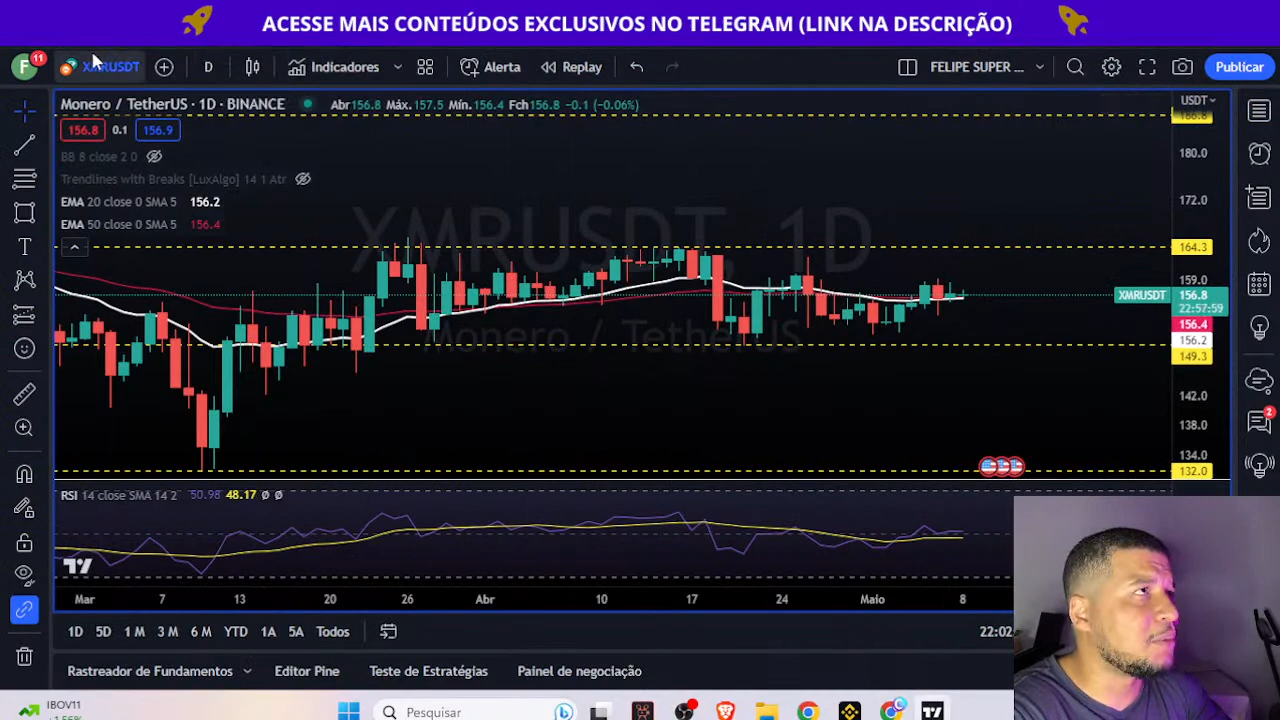 ACESSE MAIS CONTEÚDOS EXCLUSIVOS NO TELEGRAM (LINK NA DESCRIÇÃO)
F 11 XMRUSDT D Indicadores Alerta Replay FELIPE SUPER ... Publicar
Monero / TetherUS · 1D · BINANCE Abr156.8 Máx.157.5 Mín.156.4 Fch156.8 −0.1 (−0.06%)
USDT
166.8
156.8 0.1 156.9
BB 8 close 2 0
180.0
Trendlines with Breaks [LuxAlgo] 14 1 Atr
EMA 20 close 0 SMA 5 156.2
172.0
EMA 50 close 0 SMA 5 156.4
XMRUSDT, 1D
Monero / TetherUS
164.3
159.0
XMRUSDT 156.8
22:57:59
156.4
156.2
149.3
142.0
138.0
134.0
132.0
2
RSI 14 close SMA 14 2 50.98 48.17 ø ø
Mar 7 13 20 26 Abr 10 17 24 Maio 8
1D 5D 1M 3M 6M YTD 1A 5A Todos 22:02
Rastreador de Fundamentos Editor Pine Teste de Estratégias Painel de negociação
IBOV11
+1.56%
Pesquisar